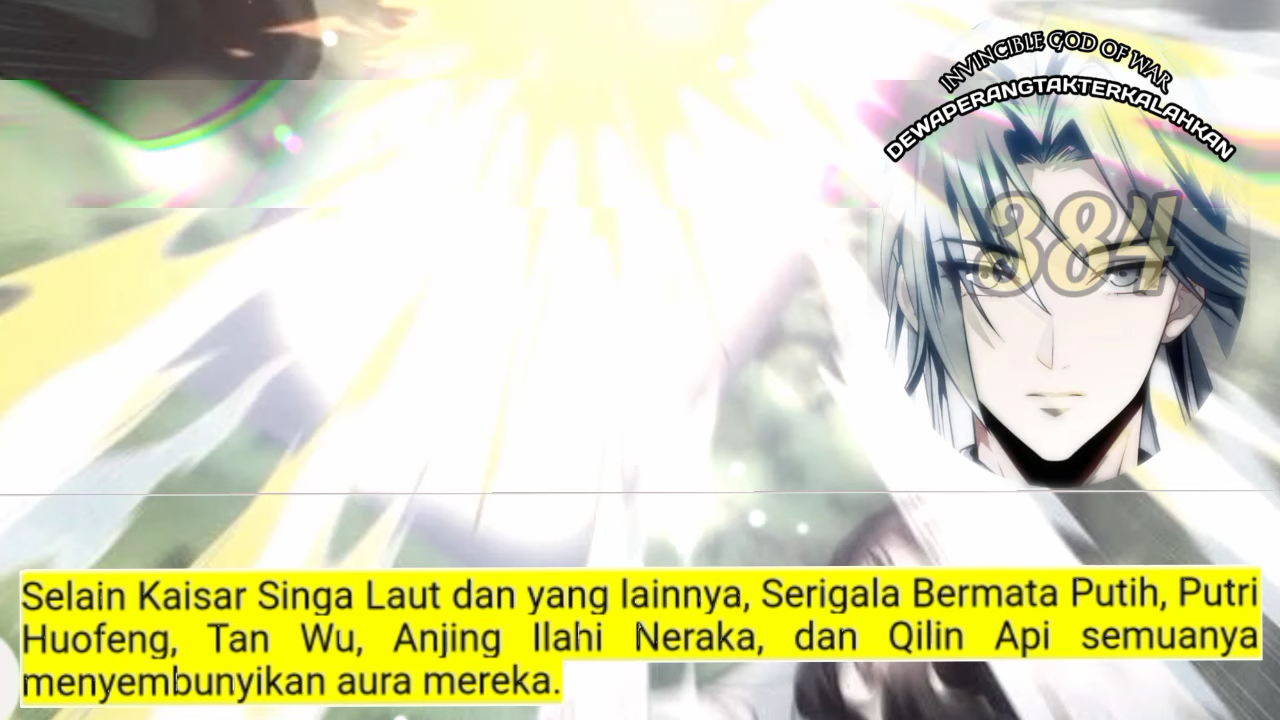 INVINCIBLE GOD OF WAR
DEWAPERANGTAKTERKALAHKAN
384
Selain Kaisar Singa Laut dan yang lainnya, Serigala Bermata Putih, Putri
Huofeng, Tan Wu, Anjing Ilahi Neraka, dan Qilin Api semuanya
menyembunyikan aura mereka.